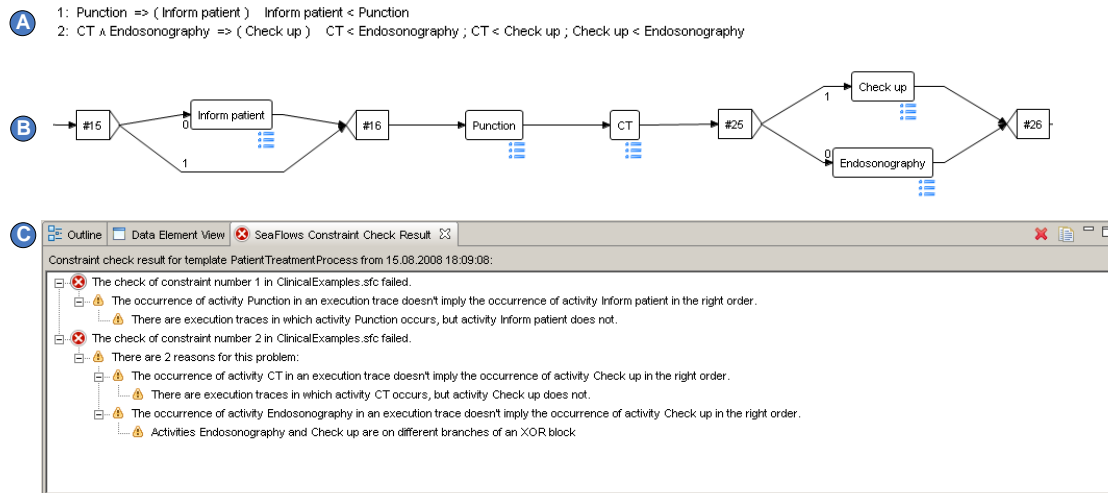 A
1: Punction => ( Inform patient ) Inform patient < Punction
2: CT ∧ Endosonography => ( Check up ) CT < Endosonography ; CT < Check up ; Check up < Endosonography
B
#15
0
Inform patient
1
#16
Punction
CT
#25
1
Check up
0
Endosonography
#26
C
Outline Data Element View SeaFlows Constraint Check Result
Constraint check result for template PatientTreatmentProcess from 15.08.2008 18:09:08:
The check of constraint number 1 in ClinicalExamples.sfc failed.
The occurrence of activity Punction in an execution trace doesn't imply the occurrence of activity Inform patient in the right order.
There are execution traces in which activity Punction occurs, but activity Inform patient does not.
The check of constraint number 2 in ClinicalExamples.sfc failed.
There are 2 reasons for this problem:
The occurrence of activity CT in an execution trace doesn't imply the occurrence of activity Check up in the right order.
There are execution traces in which activity CT occurs, but activity Check up does not.
The occurrence of activity Endosonography in an execution trace doesn't imply the occurrence of activity Check up in the right order.
Activities Endosonography and Check up are on different branches of an XOR block